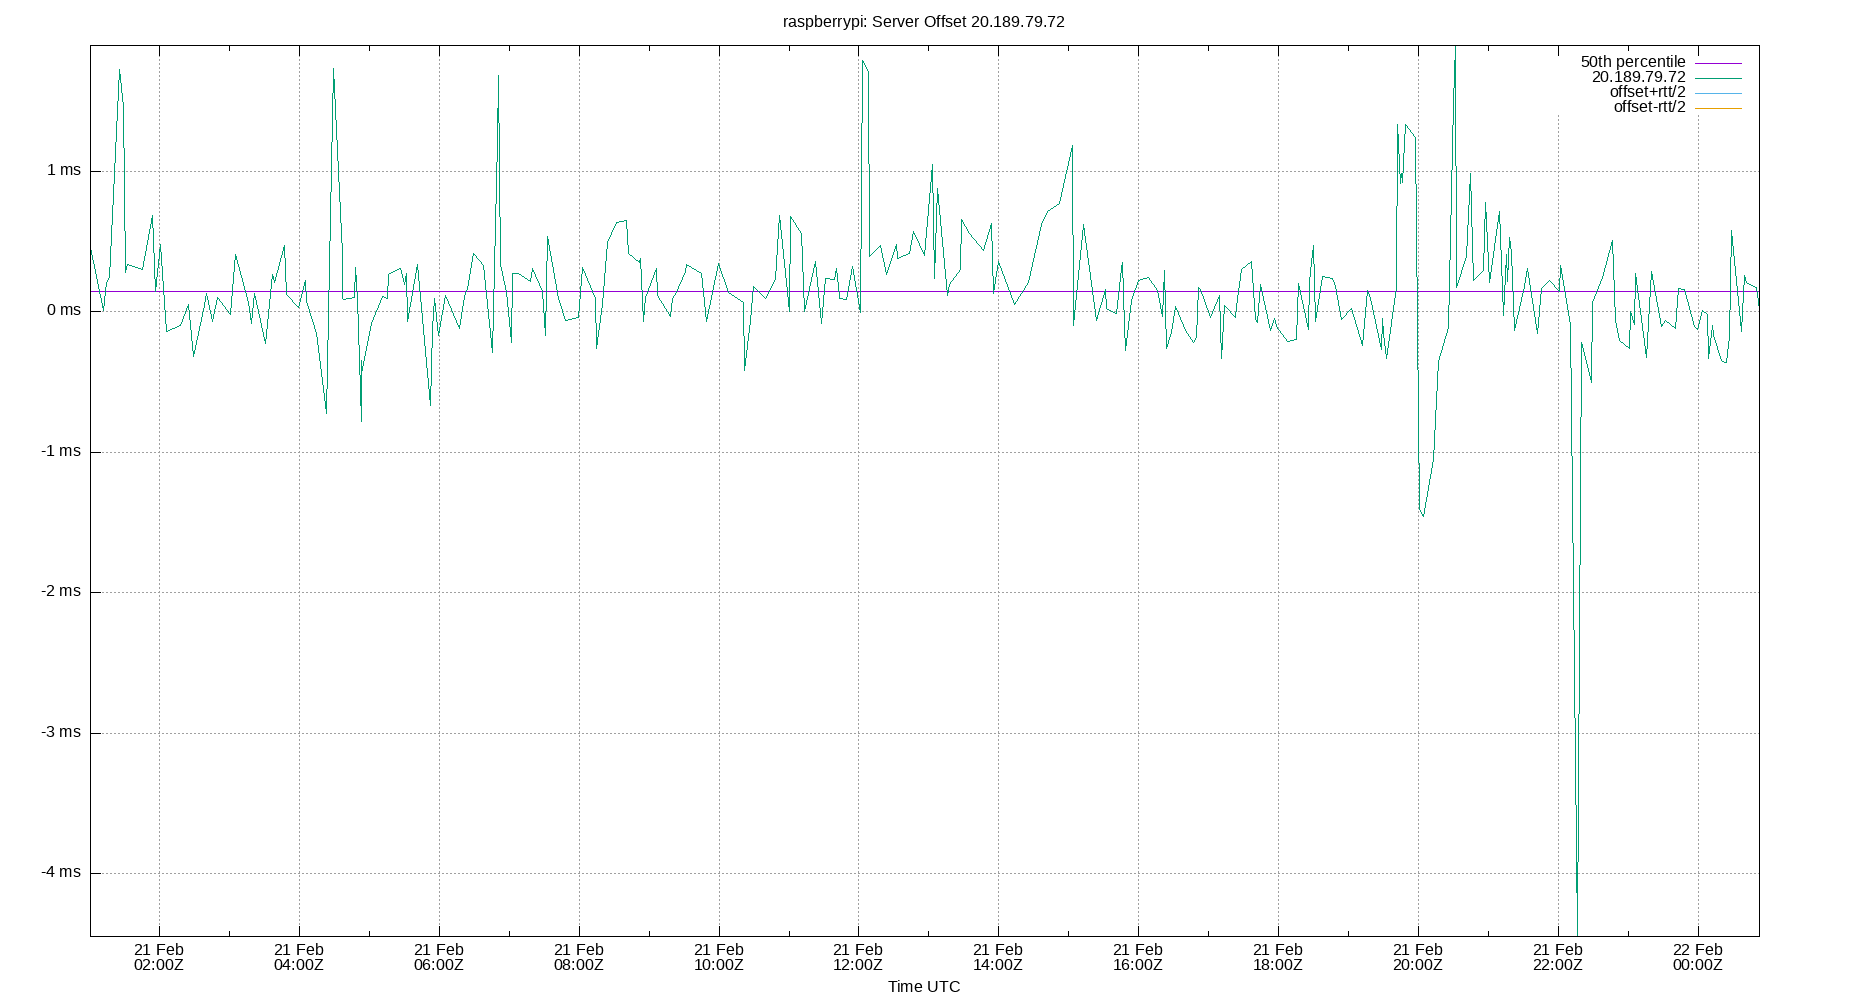 raspberrypi: Server Offset 20.189.79.72
50th percentile
20.189.79.72
offset+rtt/2
offset-rtt/2
1 ms
0 ms
-1 ms
-2 ms
-3 ms
-4 ms
21 Feb 21 Feb 21 Feb 21 Feb 21 Feb 21 Feb 21 Feb 21 Feb 21 Feb 21 Feb 21 Feb 22 Feb
02:00Z 04:00Z 06:00Z 08:00Z 10:00Z 12:00Z 14:00Z 16:00Z 18:00Z 20:00Z 22:00Z 00:00Z
Time UTC